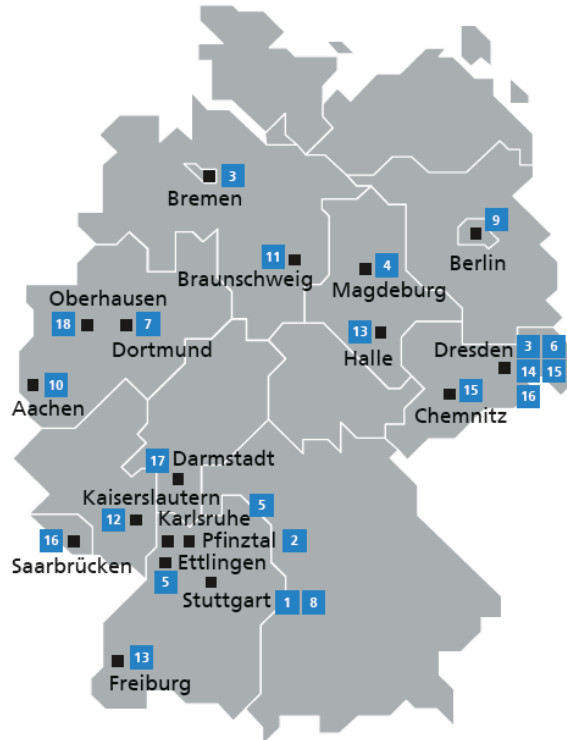 3
Bremen
9
Berlin
11
Braunschweig
4
Magdeburg
Oberhausen
18
7
Dortmund
13
Halle
Dresden 3 6
14 15
16
10
Aachen
15
Chemnitz
17 Darmstadt
Kaiserslautern
12
Karlsruhe 5
16
Saarbrücken
Pfinztal 2
Ettlingen
5
Stuttgart 1 8
13
Freiburg